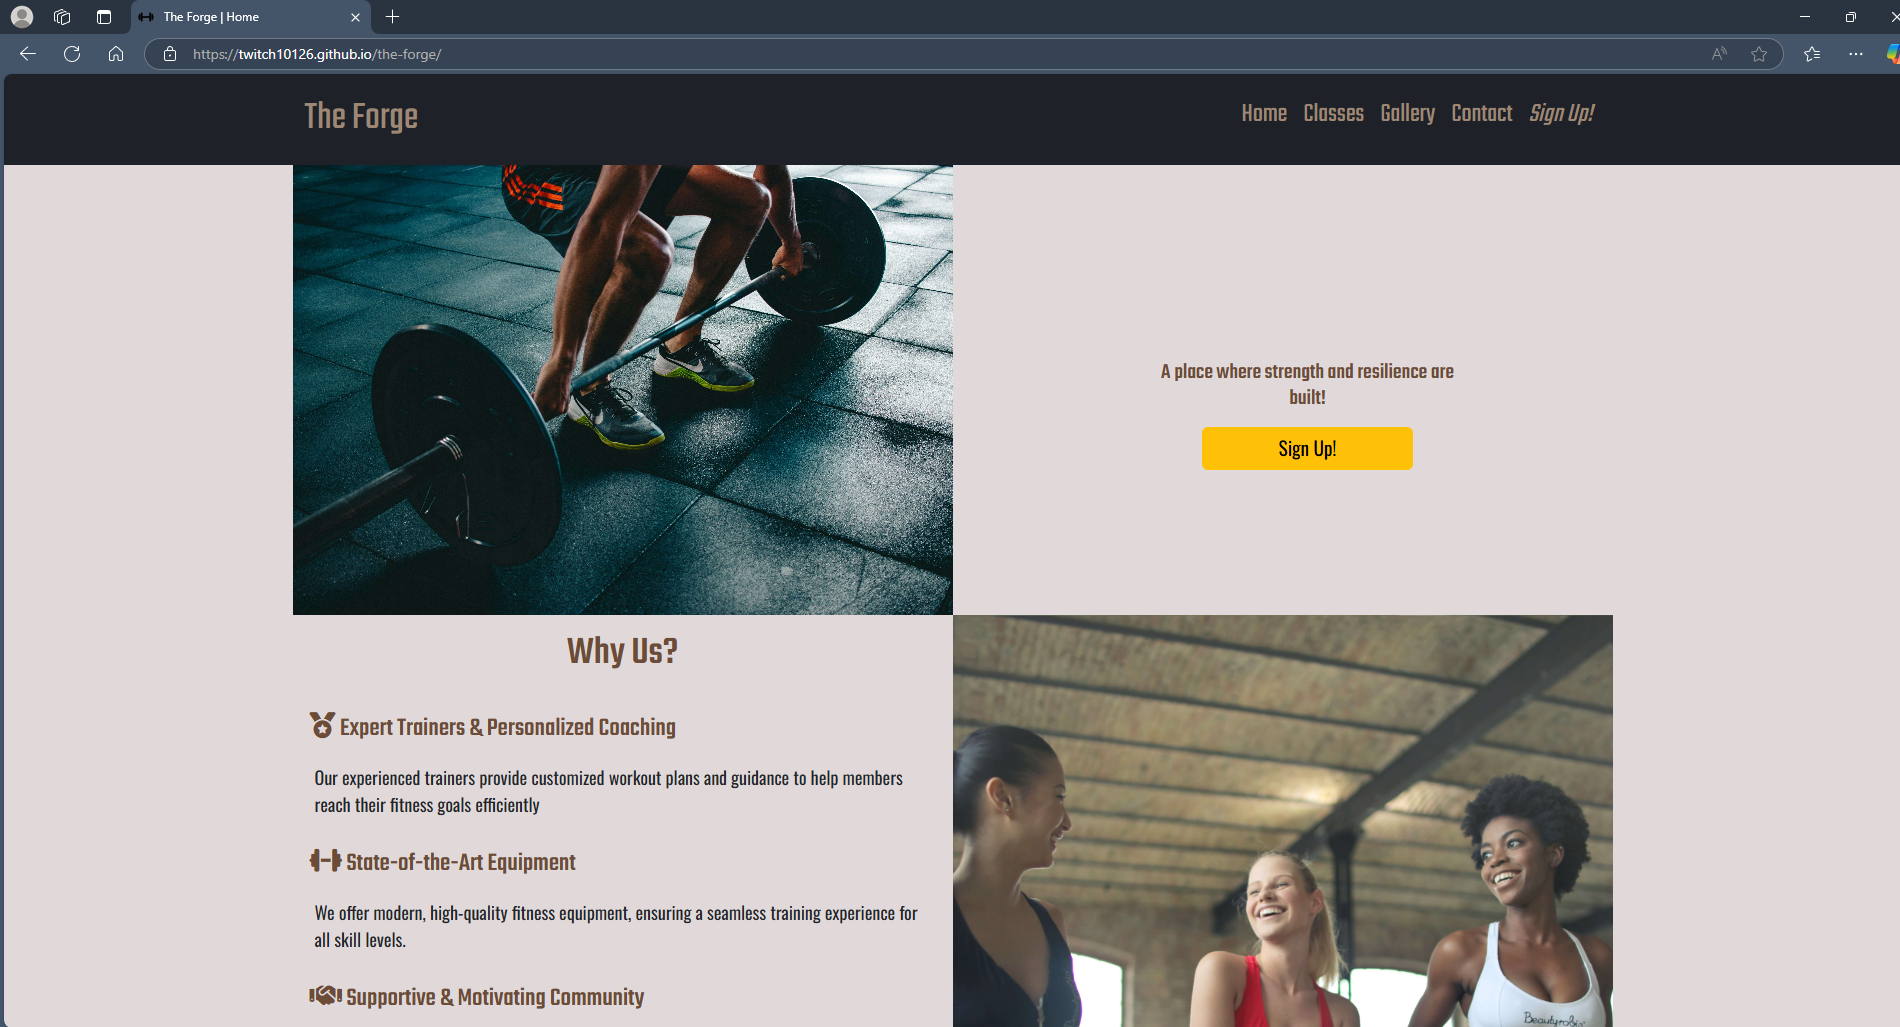 The Forge | Home
https://twitch10126.github.io/the-forge/
The Forge
Home Classes Gallery Contact Sign Up!
A place where strength and resilience are
built!
Sign Up!
Why Us?
Expert Trainers & Personalized Coaching
Our experienced trainers provide customized workout plans and guidance to help members
reach their fitness goals efficiently
State-of-the-Art Equipment
We offer modern, high-quality fitness equipment, ensuring a seamless training experience for
all skill levels.
Supportive & Motivating Community